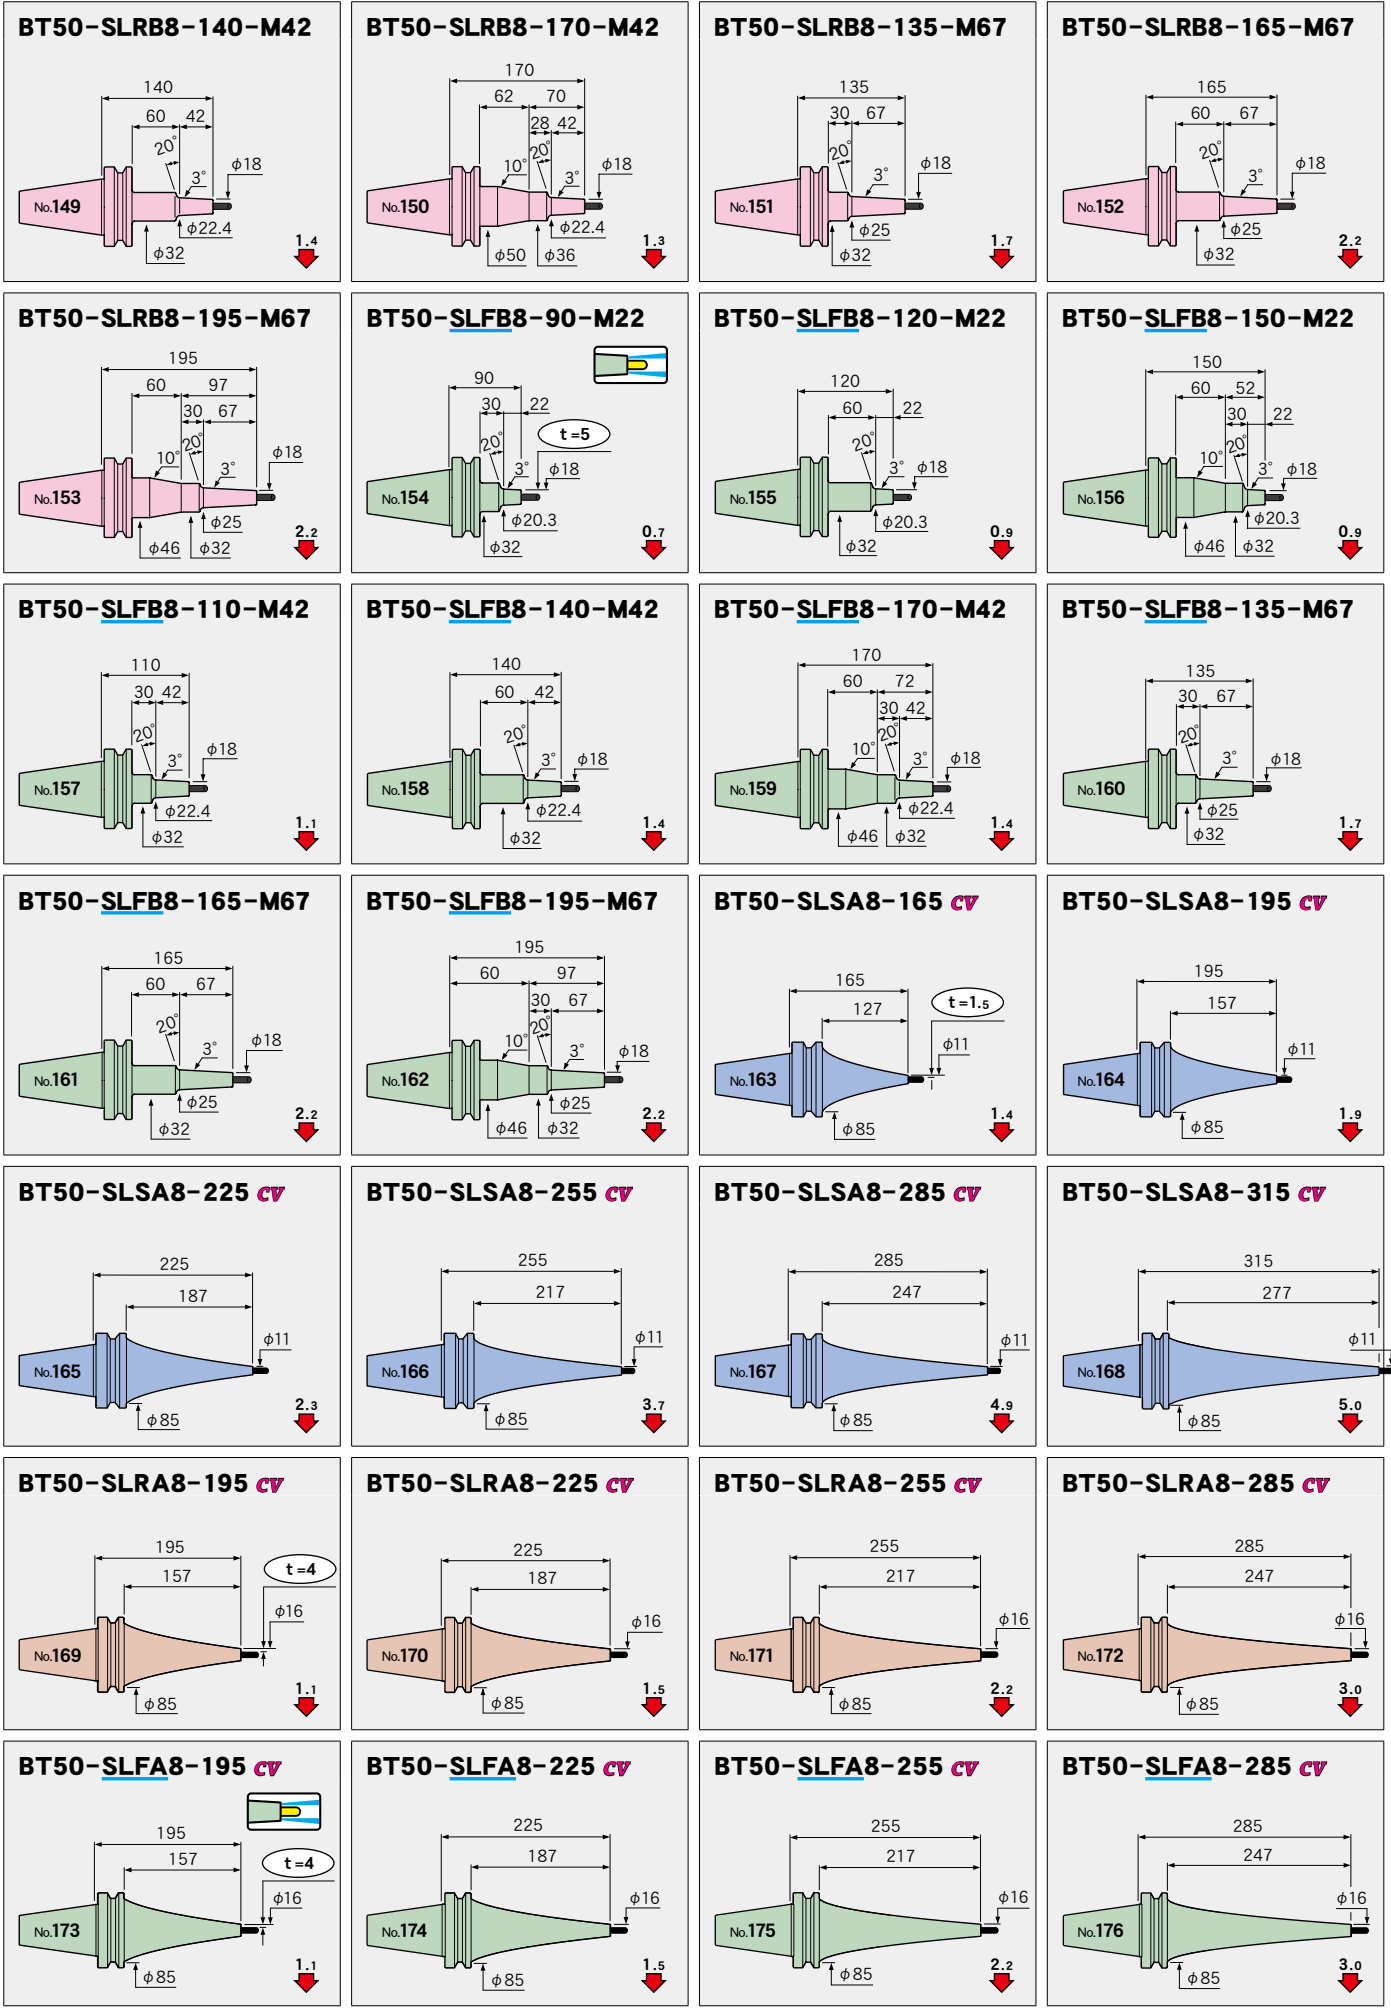 BT50-SLRB8-140-M42
140
60 42
20° 3° φ18
No.149
φ22.4
φ32
1.4
BT50-SLRB8-170-M42
170
62 70
28 42
10° 20° 3° φ18
No.150
φ22.4
φ50 φ36
1.3
BT50-SLRB8-135-M67
135
30 67
20° 3° φ18
No.151
φ25
φ32
1.7
BT50-SLRB8-165-M67
165
60 67
20° 3° φ18
No.152
φ25
φ32
2.2
BT50-SLRB8-195-M67
195
60 97
30 67
10° 20° 3° φ18
No.153
φ25
φ46 φ32
2.2
BT50-SLFB8-90-M22
90
30 22
t=5
20° 3° φ18
No.154
φ20.3
φ32
0.7
BT50-SLFB8-120-M22
120
60 22
20° 3° φ18
No.155
φ20.3
φ32
0.9
BT50-SLFB8-150-M22
150
60 52
30 22
10° 20° 3° φ18
No.156
φ20.3
φ46 φ32
0.9
BT50-SLFB8-110-M42
110
30 42
20° 3° φ18
No.157
φ22.4
φ32
1.1
BT50-SLFB8-140-M42
140
60 42
20° 3° φ18
No.158
φ22.4
φ32
1.4
BT50-SLFB8-170-M42
170
60 72
30 42
10° 20° 3° φ18
No.159
φ22.4
φ46 φ32
1.4
BT50-SLFB8-135-M67
135
30 67
20° 3° φ18
No.160
φ25
φ32
1.7
BT50-SLFB8-165-M67
165
60 67
20° 3° φ18
No.161
φ25
φ32
2.2
BT50-SLFB8-195-M67
195
60 97
30 67
10° 20° 3° φ18
No.162
φ25
φ46 φ32
2.2
BT50-SLSA8-165 CV
165
127
t=1.5
φ11
No.163
φ85
1.4
BT50-SLSA8-195 CV
195
157
φ11
No.164
φ85
1.9
BT50-SLSA8-225 CV
225
187
φ11
No.165
φ85
2.3
BT50-SLSA8-255 CV
255
217
φ11
No.166
φ85
3.7
BT50-SLSA8-285 CV
285
247
φ11
No.167
φ85
4.9
BT50-SLSA8-315 CV
315
277
φ11
No.168
φ85
5.0
BT50-SLRA8-195 CV
195
157
t=4
φ16
No.169
φ85
1.1
BT50-SLRA8-225 CV
225
187
φ16
No.170
φ85
1.5
BT50-SLRA8-255 CV
255
217
φ16
No.171
φ85
2.2
BT50-SLRA8-285 CV
285
247
φ16
No.172
φ85
3.0
BT50-SLFA8-195 CV
195
157
t=4
φ16
No.173
φ85
1.1
BT50-SLFA8-225 CV
225
187
φ16
No.174
φ85
1.5
BT50-SLFA8-255 CV
255
217
φ16
No.175
φ85
2.2
BT50-SLFA8-285 CV
285
247
φ16
No.176
φ85
3.0